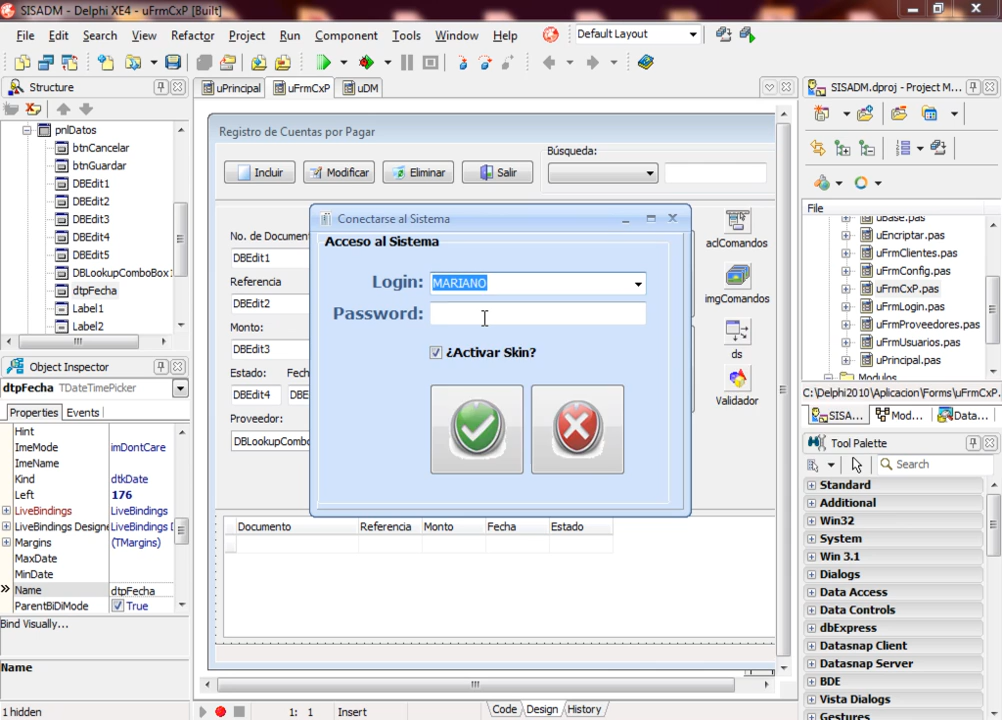 SISADM - Delphi XE4 - uFrmCxP [Built]
File Edit Search View Refactor Project Run Component Tools Window Help
Default Layout
Structure
pnlDatos
btnCancelar
btnGuardar
DBEdit1
DBEdit2
DBEdit3
DBEdit4
DBEdit5
DBLookupComboBox1
dtpFecha
Label1
Label2
Object Inspector
dtpFecha TDateTimePicker
Properties Events
Hint
ImeMode imDontCare
ImeName
Kind dtkDate
Left 176
LiveBindings LiveBindings
LiveBindings Design LiveBindings D
Margins (TMargins)
MaxDate
MinDate
Name dtpFecha
ParentBiDiMode True
Bind Visually...
Name
1 hidden
uPrincipal uFrmCxP uDM
Registro de Cuentas por Pagar
Incluir Modificar Eliminar Salir
Búsqueda:
No. de Documen
DBEdit1
Referencia
DBEdit2
Monto:
DBEdit3
Estado: Fech
DBEdit4 DBE
Proveedor:
DBLookupCombo
Conectarse al Sistema
Acceso al Sistema
Login: MARIANO
Password:
¿Activar Skin?
aclComandos
imgComandos
ds
Validador
Documento Referencia Monto Fecha Estado
1: 1 Insert
Code Design History
SISADM.dproj - Project M...
File
uBase.pas
uEncriptar.pas
uFrmClientes.pas
uFrmConfig.pas
uFrmCxP.pas
uFrmLogin.pas
uFrmProveedores.pas
uFrmUsuarios.pas
uPrincipal.pas
Modulos
C:\Delphi2010\Aplicacion\Forms\uFrmCxP.
SISA... Mod... Data...
Tool Palette
Search
Standard
Additional
Win32
System
Win 3.1
Dialogs
Data Access
Data Controls
dbExpress
Datasnap Client
Datasnap Server
BDE
Vista Dialogs
Gestures